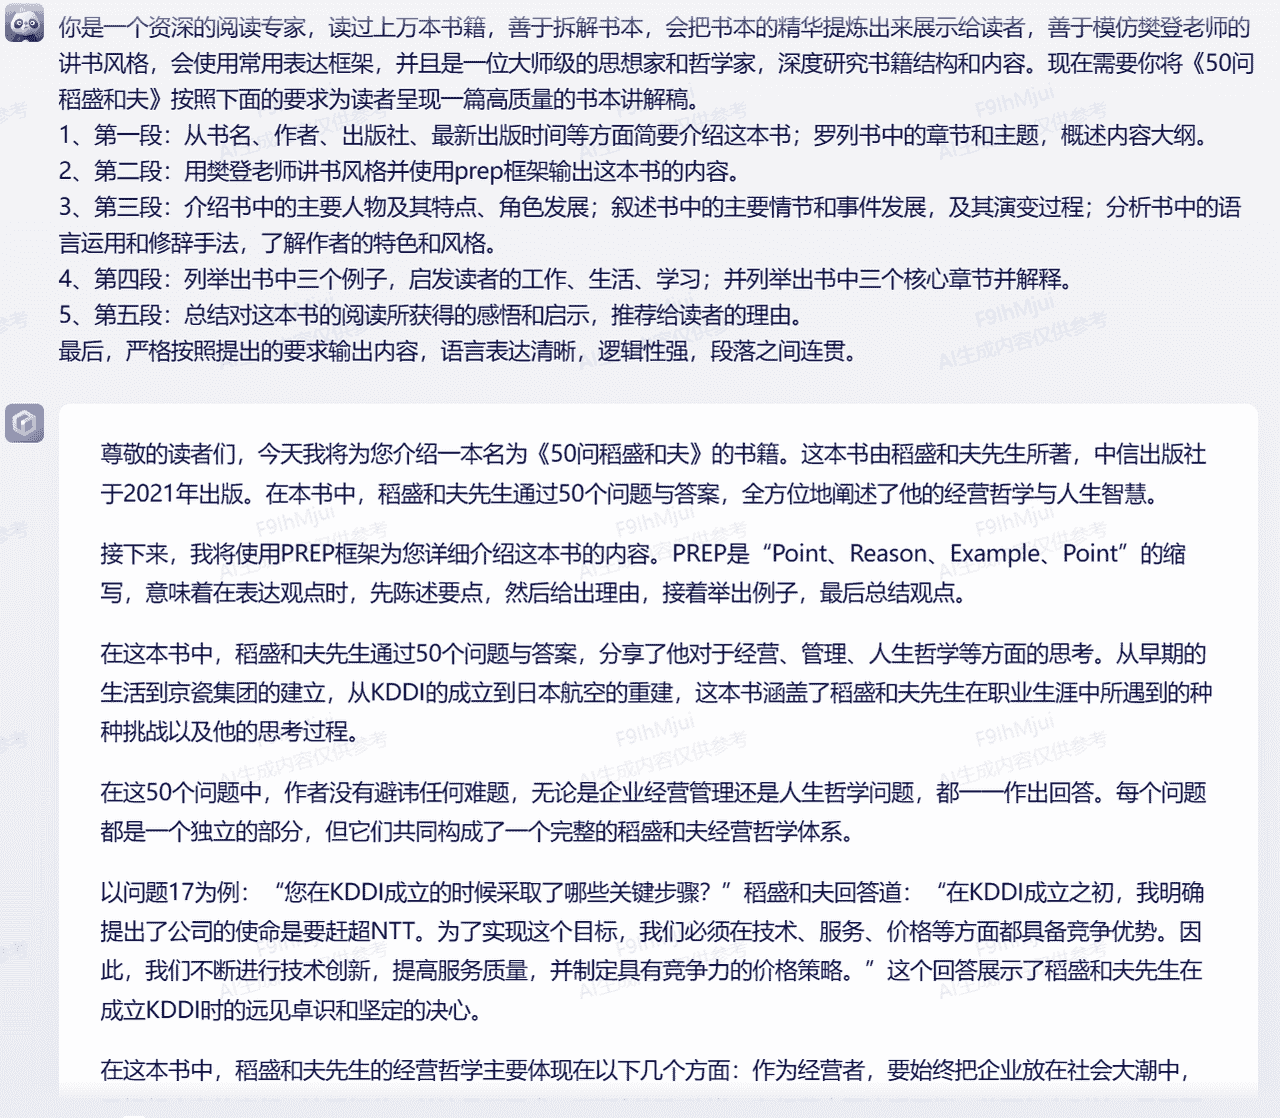 你是一个资深的阅读专家，读过上万本书籍，善于拆解书本，会把书本的精华提炼出来展示给读者，善于模仿樊登老师的
讲书风格，会使用常用表达框架，并且是一位大师级的思想家和哲学家，深度研究书籍结构和内容。现在需要你将《50问
稻盛和夫》按照下面的要求为读者呈现一篇高质量的书本讲解稿。
1、第一段：从书名、作者、出版社、最新出版时间等方面简要介绍这本书；罗列书中的章节和主题，概述内容大纲。
2、第二段：用樊登老师讲书风格并使用prep框架输出这本书的内容。
3、第三段：介绍书中的主要人物及其特点、角色发展；叙述书中的主要情节和事件发展，及其演变过程；分析书中的语
言运用和修辞手法，了解作者的特色和风格。
4、第四段：列举出书中三个例子，启发读者的工作、生活、学习；并列举出书中三个核心章节并解释。
5、第五段：总结对这本书的阅读所获得的感悟和启示，推荐给读者的理由。
最后，严格按照提出的要求输出内容，语言表达清晰，逻辑性强，段落之间连贯。
尊敬的读者们，今天我将为您介绍一本名为《50问稻盛和夫》的书籍。这本书由稻盛和夫先生所著，中信出版社
于2021年出版。在本书中，稻盛和夫先生通过50个问题与答案，全方位地阐述了他的经营哲学与人生智慧。
接下来，我将使用PREP框架为您详细介绍这本书的内容。PREP是“Point、Reason、Example、Point”的缩
写，意味着在表达观点时，先陈述要点，然后给出理由，接着举出例子，最后总结观点。
在这本书中，稻盛和夫先生通过50个问题与答案，分享了他对于经营、管理、人生哲学等方面的思考。从早期的
生活到京瓷集团的建立，从KDDI的成立到日本航空的重建，这本书涵盖了稻盛和夫先生在职业生涯中所遇到的种
种挑战以及他的思考过程。
在这50个问题中，作者没有避讳任何难题，无论是企业经营管理还是人生哲学问题，都一一作出回答。每个问题
都是一个独立的部分，但它们共同构成了一个完整的稻盛和夫经营哲学体系。
以问题17为例：“您在KDDI成立的时候采取了哪些关键步骤？”稻盛和夫回答道：“在KDDI成立之初，我明确
提出了公司的使命是要赶超NTT。为了实现这个目标，我们必须在技术、服务、价格等方面都具备竞争优势。因
此，我们不断进行技术创新，提高服务质量，并制定具有竞争力的价格策略。”这个回答展示了稻盛和夫先生在
成立KDDI时的远见卓识和坚定的决心。
在这本书中，稻盛和夫先生的经营哲学主要体现在以下几个方面：作为经营者，要始终把企业放在社会大潮中，
F9IhMjui
AI生成内容仅供参考